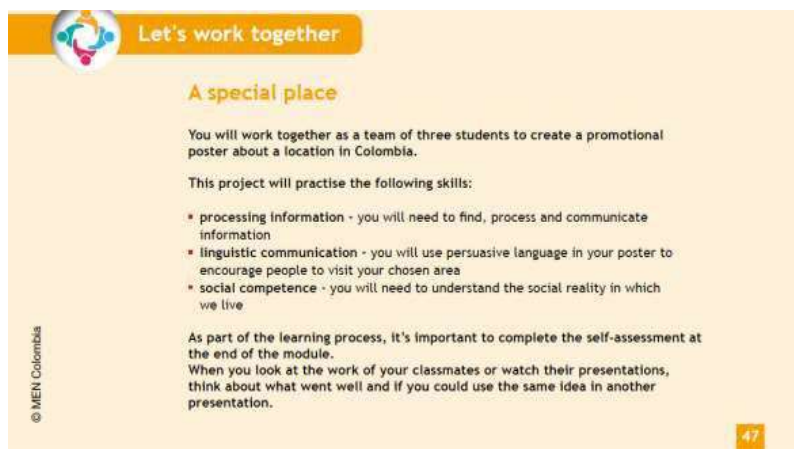 Let's work together
A special place
You will work together as a team of three students to create a promotional
poster about a location in Colombia.
This project will practise the following skills:
▪ processing information - you will need to find, process and communicate
information
▪ linguistic communication - you will use persuasive language in your poster to
encourage people to visit your chosen area
▪ social competence - you will need to understand the social reality in which
we live
As part of the learning process, it's important to complete the self-assessment at
the end of the module.
When you look at the work of your classmates or watch their presentations,
think about what went well and if you could use the same idea in another
presentation.
© MEN Colombia
47